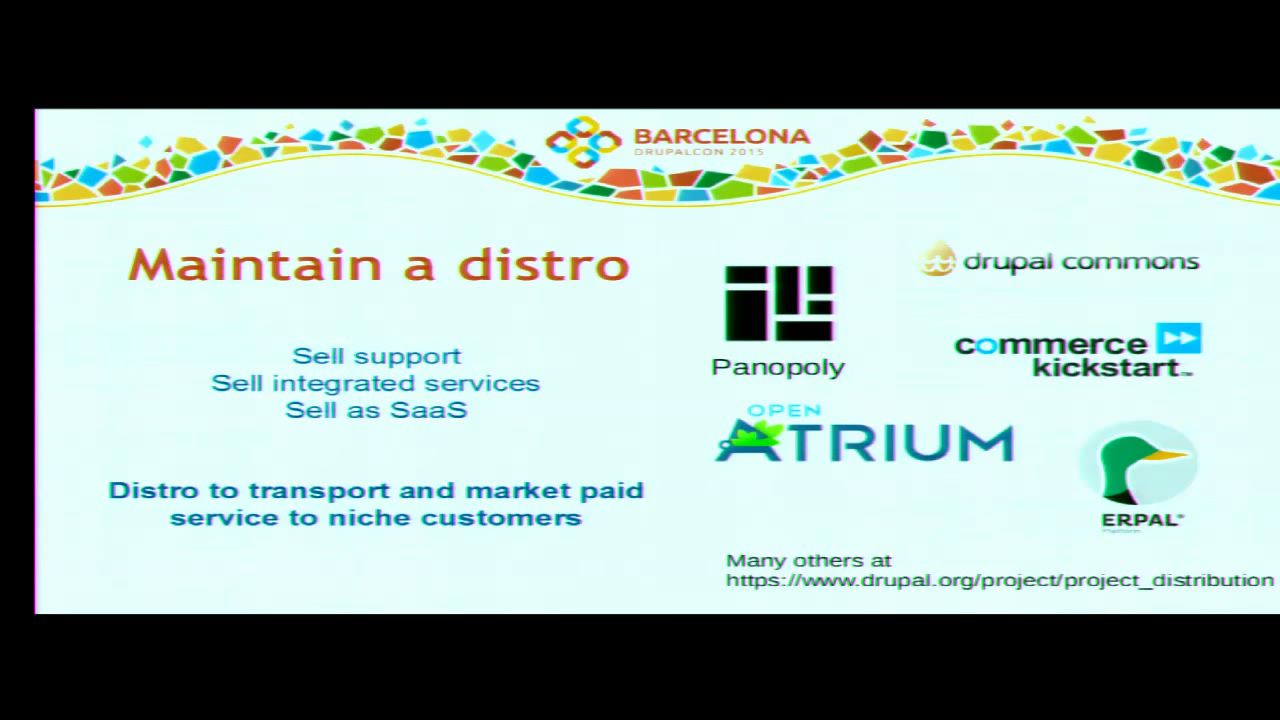 BARCELONA
DRUPALCON 2015
Maintain a distro
Sell support
Sell integrated services
Sell as SaaS
Distro to transport and market paid
service to niche customers
Panopoly
drupal commons
commerce
kickstart™
OPEN
ATRIUM
ERPAL®
Platform
Many others at
https://www.drupal.org/project/project_distribution